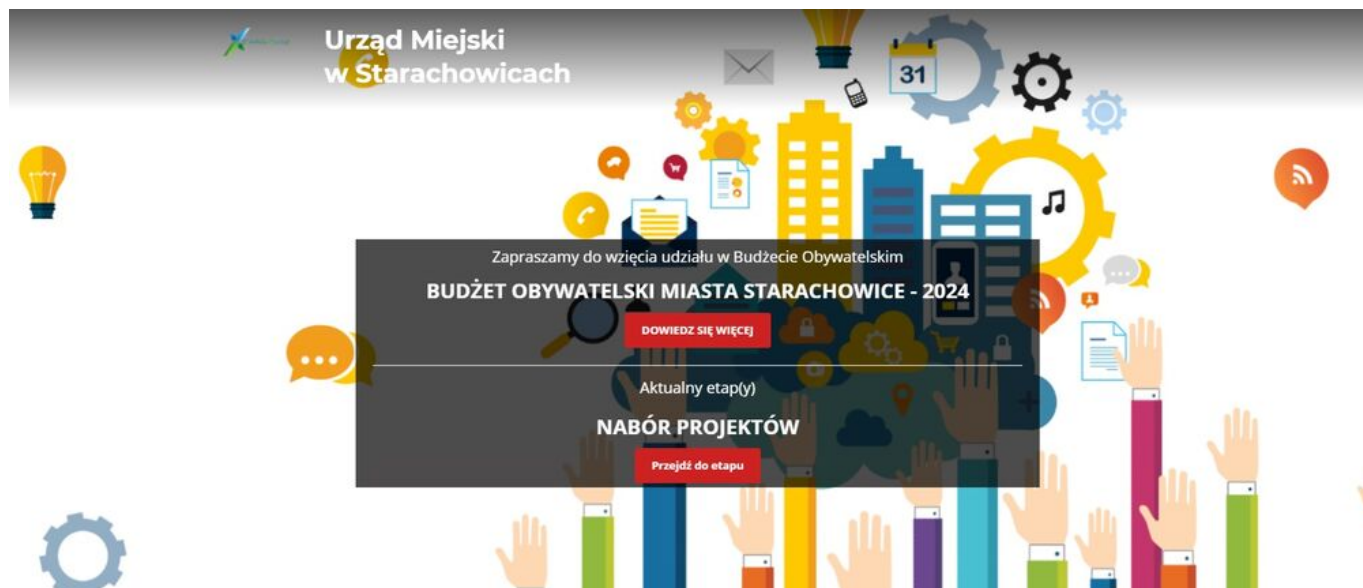 Urząd Miejski
w Starachowicach
31
Zapraszamy do wzięcia udziału w Budżecie Obywatelskim
BUDŻET OBYWATELSKI MIASTA STARACHOWICE - 2024
DOWIEDZ SIĘ WIĘCEJ
Aktualny etap(y)
NABÓR PROJEKTÓW
Przejdź do etapu